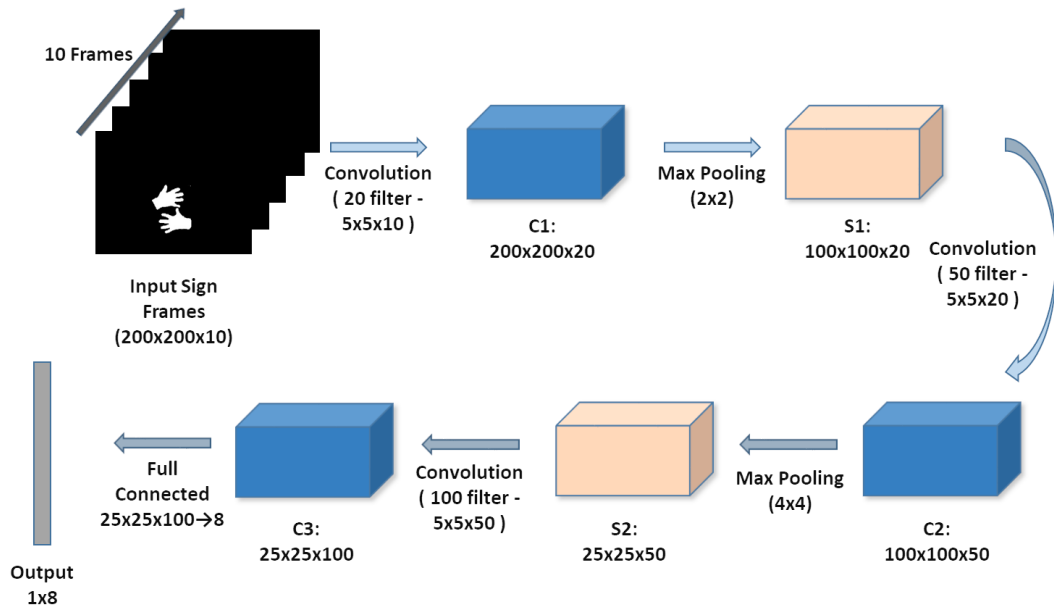 10 Frames
Input Sign
Frames
(200x200x10)
Convolution
( 20 filter -
5x5x10 )
C1:
200x200x20
Max Pooling
(2x2)
S1:
100x100x20
Convolution
( 50 filter -
5x5x20 )
C2:
100x100x50
Max Pooling
(4x4)
S2:
25x25x50
Convolution
( 100 filter -
5x5x50 )
C3:
25x25x100
Full
Connected
25x25x100→8
Output
1x8